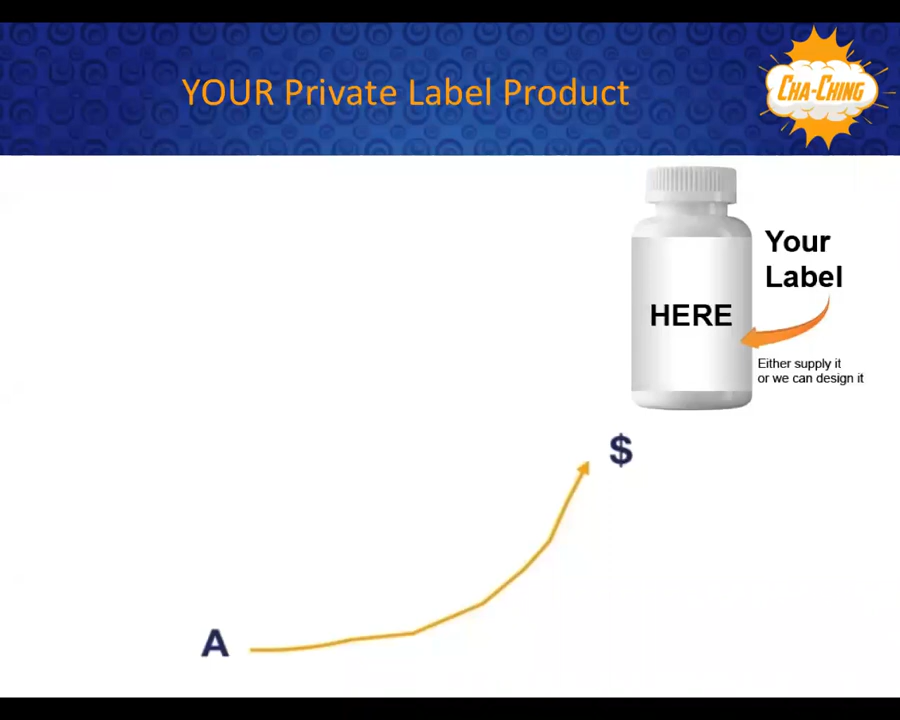 YOUR Private Label Product
CHA-CHING
Your
Label
HERE
Either supply it
or we can design it
$
A